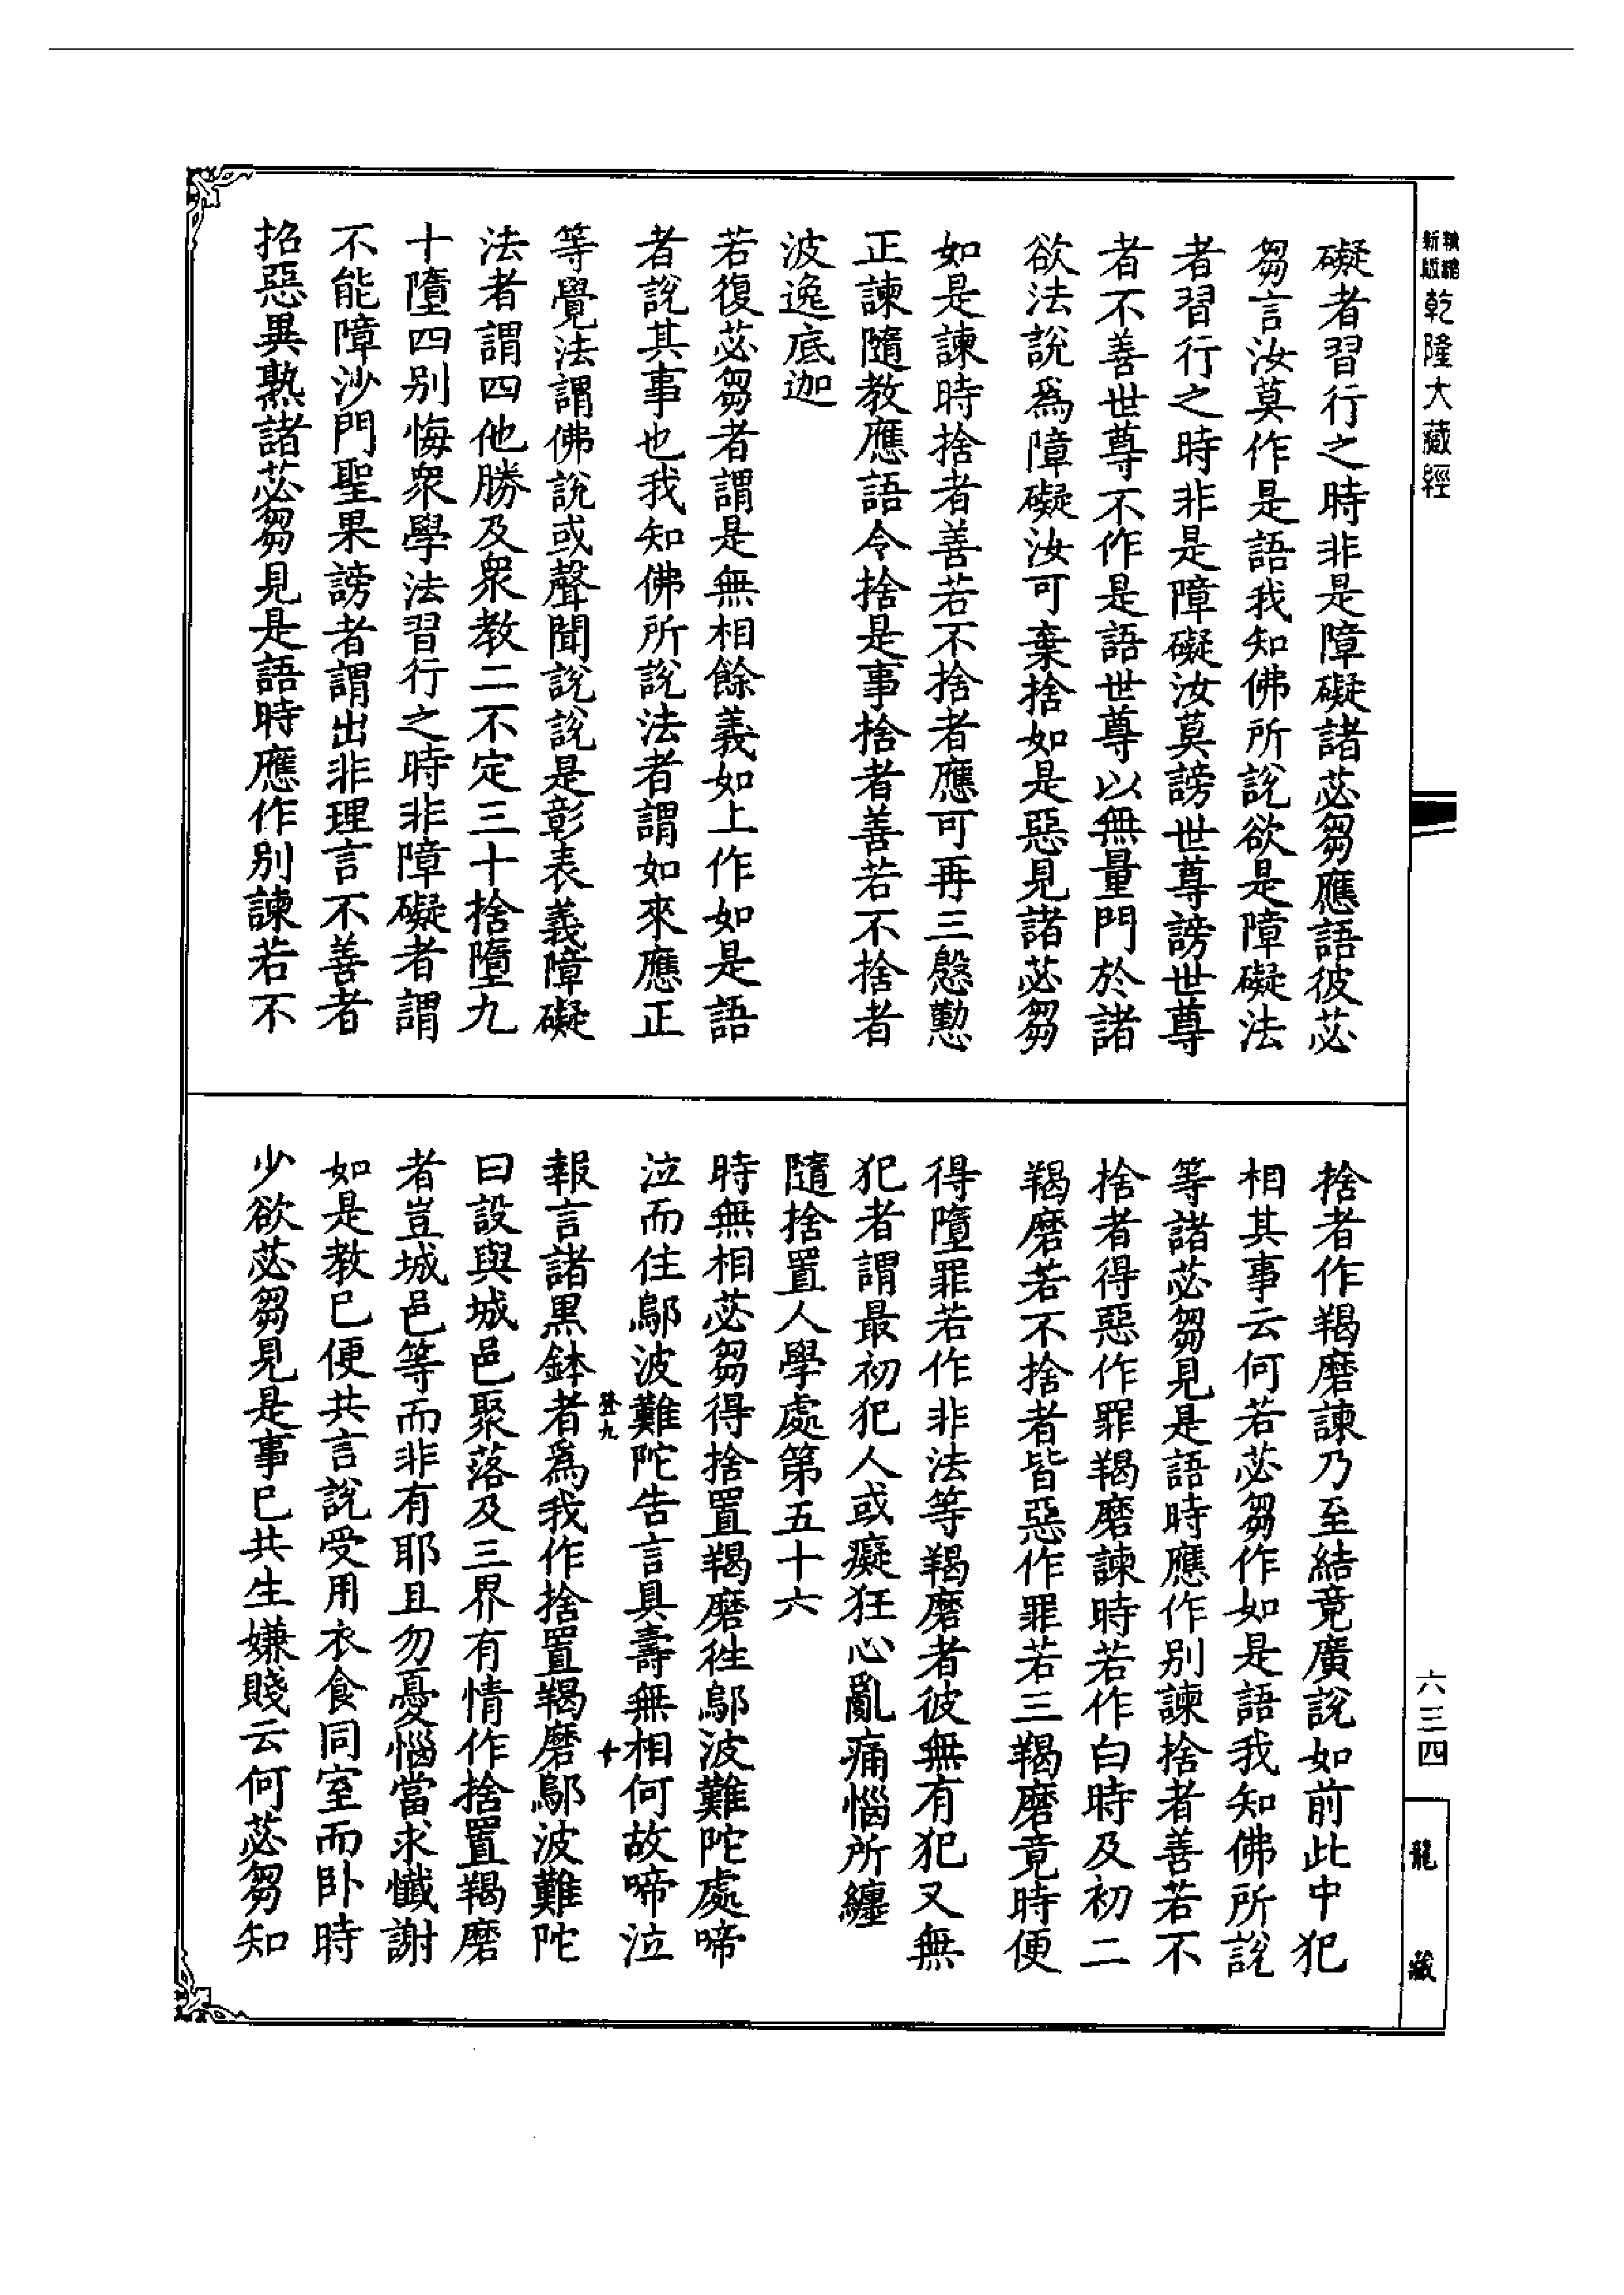 新版
乾隆大藏經
礙者習行之時非是障礙諸苾芻應語彼苾
芻言汝莫作是語我知佛所說欲是障礙法
者習行之時非是障礙汝莫謗世尊謗世尊
者不善世尊不作是語世尊以無量門於諸
欲法說爲障礙汝可棄捨如是惡見諸苾芻
如是諫時捨者善若不捨者應可再三慇懃
正諫隨教應語令捨是事捨者善若不捨者
波逸底迦
若復苾芻者謂是無相餘義如上作如是語
者說其事也我知佛所說法者謂如來應正
等覺法謂佛說或聲聞說說是彰表義障礙
法者謂四他勝及眾教二不定三十捨墮九
十墮四別悔眾學法習行之時非障礙者謂
不能障沙門聖果謗者謂出非理言不善者
招惡異熟諸苾芻見是語時應作別諫若不
捨者作羯磨諫乃至結竟廣說如前此中犯
相其事云何若苾芻作如是語我知佛所說
等諸苾芻見是語時應作別諫捨者善若不
捨者得惡作罪羯磨諫時若作白時及初二
羯磨若不捨者皆惡作罪若三羯磨竟時便
得墮罪若作非法等羯磨者彼無有犯又無
犯者謂最初犯人或癡狂心亂痛惱所纏
隨捨置人學處第五十六
時無相苾芻得捨置羯磨徃鄔波難陀處啼
泣而住鄔波難陀告言具壽無相何故啼泣
報言諸黑鉢者爲我作捨置羯磨鄔波難陀
曰設與城邑聚落及三界有情作捨置羯磨
者豈城邑等而非有耶且勿憂惱當求懺謝
如是教已便共言說受用衣食同室而臥時
少欲苾芻見是事已共生嫌賤云何苾芻知
六三四
龍藏